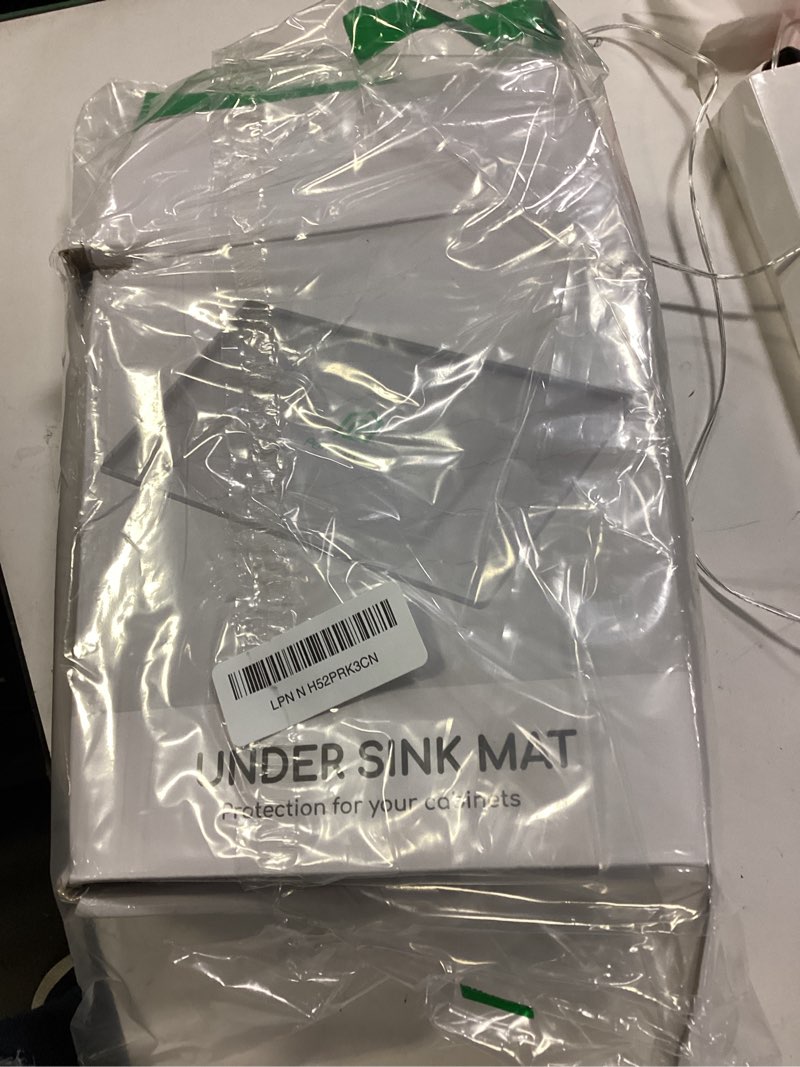 LPN N H52PRK3CN
UNDER SINK MAT
Protection for your cabinets